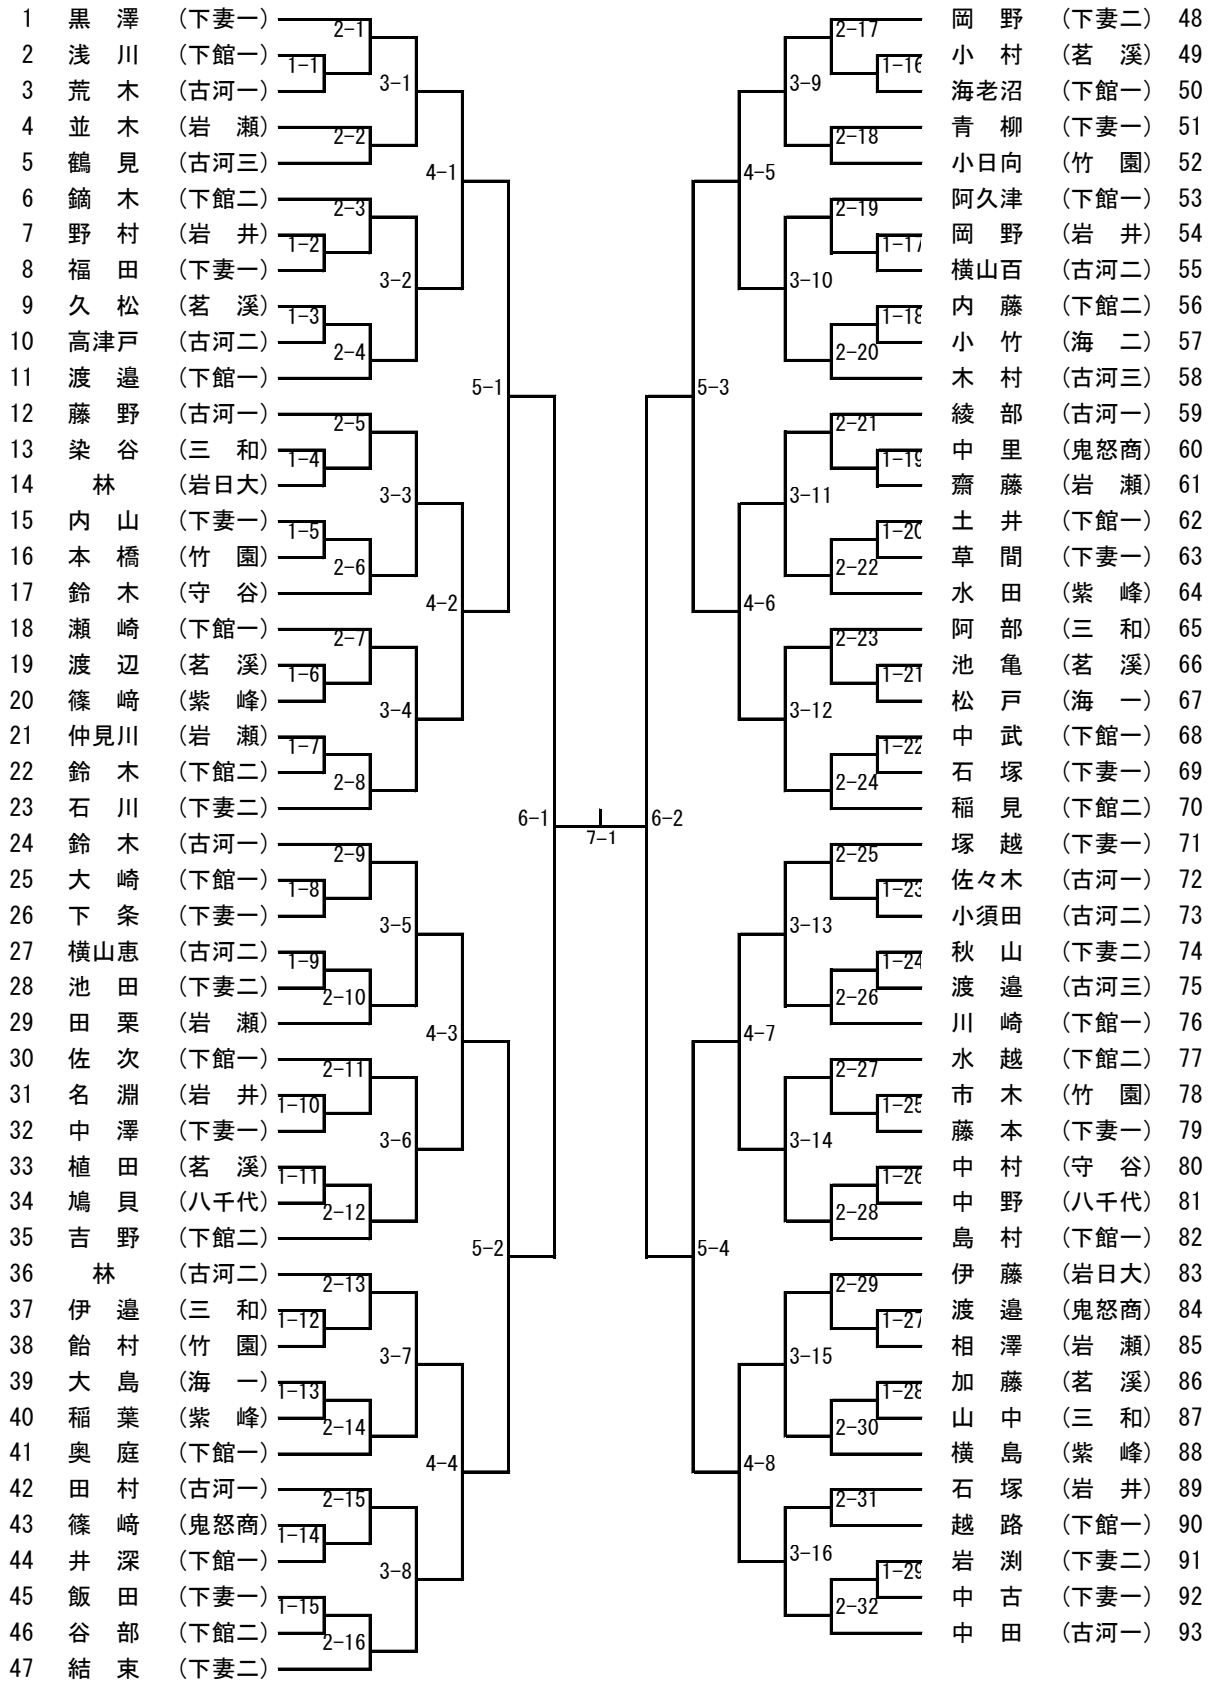 1 黒 澤 (下妻一)
2 浅 川 (下館一)
3 荒 木 (古河一)
4 並 木 (岩 瀬)
5 鶴 見 (古河三)
6 鏑 木 (下館二)
7 野 村 (岩 井)
8 福 田 (下妻一)
9 久 松 (茗 溪)
10 高津戸 (古河二)
11 渡 邉 (下館一)
12 藤 野 (古河一)
13 染 谷 (三 和)
14 林 (岩日大)
15 内 山 (下妻一)
16 本 橋 (竹 園)
17 鈴 木 (守 谷)
18 瀬 崎 (下館一)
19 渡 辺 (茗 溪)
20 篠 﨑 (紫 峰)
21 仲見川 (岩 瀬)
22 鈴 木 (下館二)
23 石 川 (下妻二)
24 鈴 木 (古河一)
25 大 崎 (下館一)
26 下 条 (下妻一)
27 横山恵 (古河二)
28 池 田 (下妻二)
29 田 栗 (岩 瀬)
30 佐 次 (下館一)
31 名 淵 (岩 井)
32 中 澤 (下妻一)
33 植 田 (茗 溪)
34 鳩 貝 (八千代)
35 吉 野 (下館二)
36 林 (古河二)
37 伊 邉 (三 和)
38 飴 村 (竹 園)
39 大 島 (海 一)
40 稲 葉 (紫 峰)
41 奥 庭 (下館一)
42 田 村 (古河一)
43 篠 﨑 (鬼怒商)
44 井 深 (下館一)
45 飯 田 (下妻一)
46 谷 部 (下館二)
47 結 束 (下妻二)
1-1
1-2
1-3
1-4
1-5
1-6
1-7
1-8
1-9
1-10
1-11
1-12
1-13
1-14
1-15
2-1
2-2
2-3
2-4
2-5
2-6
2-7
2-8
2-9
2-10
2-11
2-12
2-13
2-14
2-15
2-16
3-1
3-2
3-3
3-4
3-5
3-6
3-7
3-8
4-1
4-2
4-3
4-4
5-1
5-2
6-1
7-1
6-2
5-3
5-4
4-5
4-6
4-7
4-8
3-9
3-10
3-11
3-12
3-13
3-14
3-15
3-16
2-17
2-18
2-19
2-20
2-21
2-22
2-23
2-24
2-25
2-26
2-27
2-28
2-29
2-30
2-31
2-32
1-16
1-17
1-18
1-19
1-20
1-21
1-22
1-23
1-24
1-25
1-26
1-27
1-28
1-29
岡 野 (下妻二) 48
小 村 (茗 溪) 49
海老沼 (下館一) 50
青 柳 (下妻一) 51
小日向 (竹 園) 52
阿久津 (下館一) 53
岡 野 (岩 井) 54
横山百 (古河二) 55
内 藤 (下館二) 56
小 竹 (海 二) 57
木 村 (古河三) 58
綾 部 (古河一) 59
中 里 (鬼怒商) 60
齋 藤 (岩 瀬) 61
土 井 (下館一) 62
草 間 (下妻一) 63
水 田 (紫 峰) 64
阿 部 (三 和) 65
池 亀 (茗 溪) 66
松 戸 (海 一) 67
中 武 (下館一) 68
石 塚 (下妻一) 69
稲 見 (下館二) 70
塚 越 (下妻一) 71
佐々木 (古河一) 72
小須田 (古河二) 73
秋 山 (下妻二) 74
渡 邉 (古河三) 75
川 崎 (下館一) 76
水 越 (下館二) 77
市 木 (竹 園) 78
藤 本 (下妻一) 79
中 村 (守 谷) 80
中 野 (八千代) 81
島 村 (下館一) 82
伊 藤 (岩日大) 83
渡 邉 (鬼怒商) 84
相 澤 (岩 瀬) 85
加 藤 (茗 溪) 86
山 中 (三 和) 87
横 島 (紫 峰) 88
石 塚 (岩 井) 89
越 路 (下館一) 90
岩 渕 (下妻二) 91
中 古 (下妻一) 92
中 田 (古河一) 93